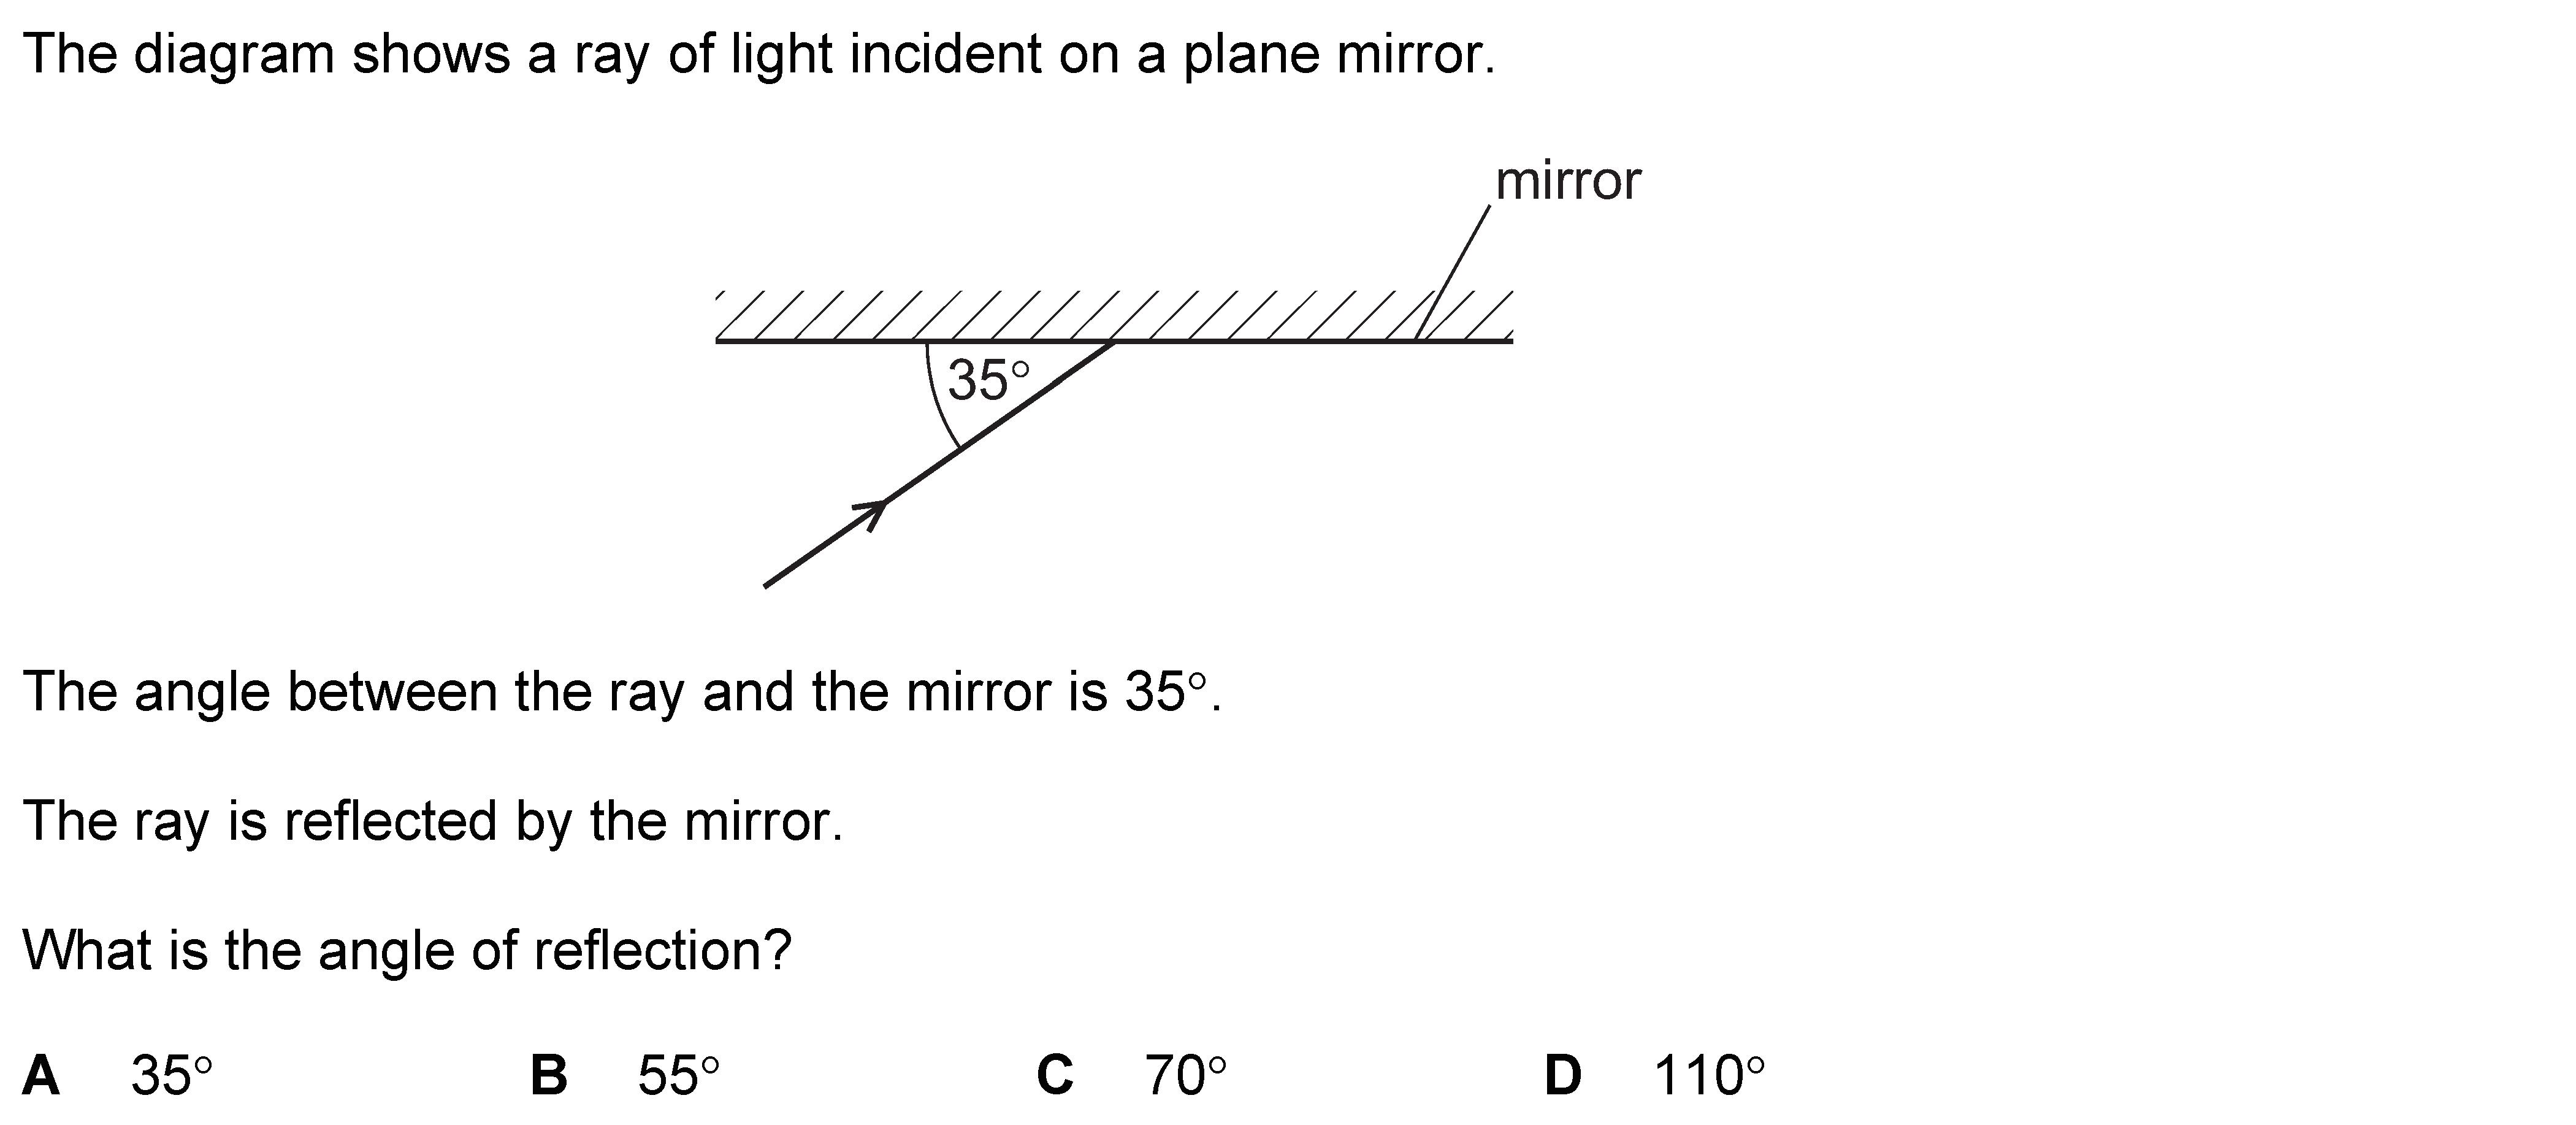 The diagram shows a ray of light incident on a plane mirror.
mirror
35°
The angle between the ray and the mirror is 35°.
The ray is reflected by the mirror.
What is the angle of reflection?
A 35° B 55° C 70° D 110°